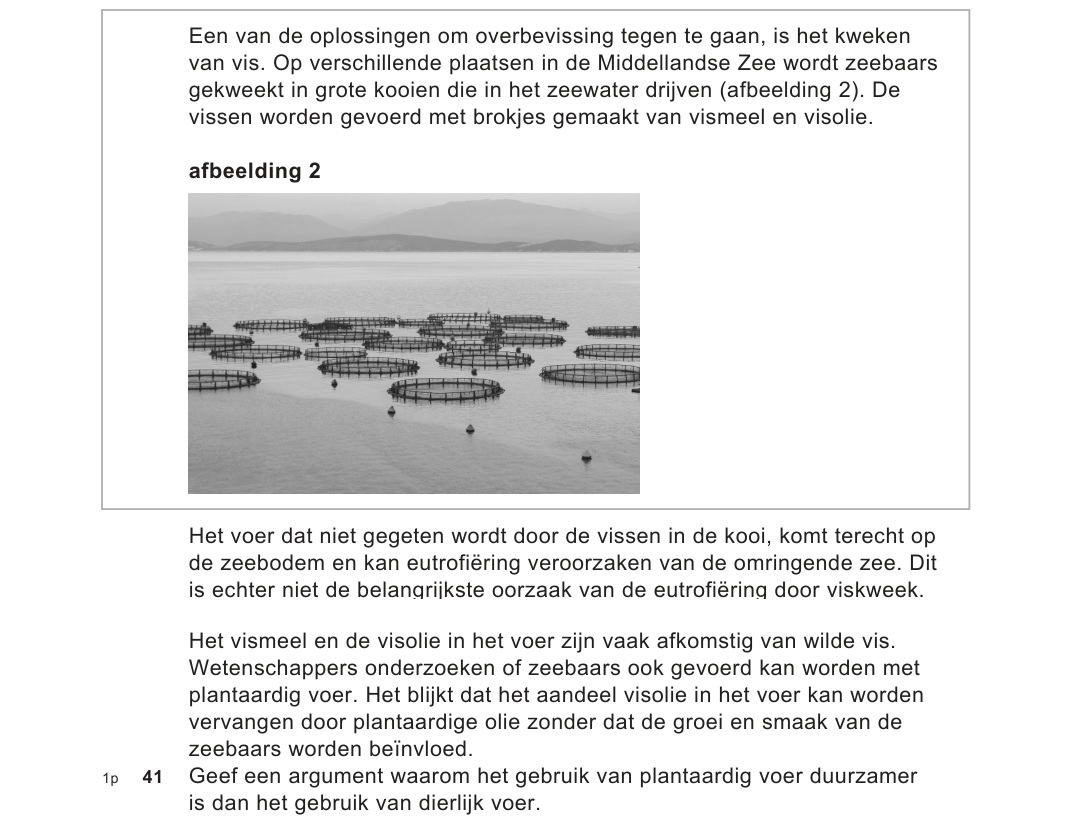 Een van de oplossingen om overbevissing tegen te gaan, is het kweken
van vis. Op verschillende plaatsen in de Middellandse Zee wordt zeebaars
gekweekt in grote kooien die in het zeewater drijven (afbeelding 2). De
vissen worden gevoerd met brokjes gemaakt van vismeel en visolie.
afbeelding 2
Het voer dat niet gegeten wordt door de vissen in de kooi, komt terecht op
de zeebodem en kan eutrofiëring veroorzaken van de omringende zee. Dit
is echter niet de belangrijkste oorzaak van de eutrofiëring door viskweek.
Het vismeel en de visolie in het voer zijn vaak afkomstig van wilde vis.
Wetenschappers onderzoeken of zeebaars ook gevoerd kan worden met
plantaardig voer. Het blijkt dat het aandeel visolie in het voer kan worden
vervangen door plantaardige olie zonder dat de groei en smaak van de
zeebaars worden beïnvloed.
1p 41 Geef een argument waarom het gebruik van plantaardig voer duurzamer
is dan het gebruik van dierlijk voer.